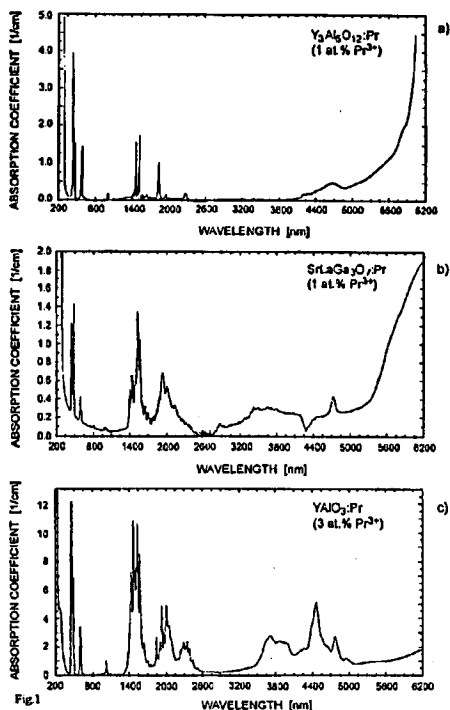 a)
Y3Al5O12:Pr
(1 at.% Pr3+)
ABSORPTION COEFFICIENT [1/cm]
5.0
4.0
3.0
2.0
1.0
0.0
200 800 1400 2000 2600 3200 3800 4400 5000 5600 6200
WAVELENGTH [nm]
b)
SrLaGa3O7:Pr
(1 at.% Pr3+)
ABSORPTION COEFFICIENT [1/cm]
2.0
1.8
1.6
1.4
1.2
1.0
0.8
0.6
0.4
0.2
0.0
200 800 1400 2000 2600 3200 3800 4400 5000 5600 6200
WAVELENGTH [nm]
c)
YAlO3:Pr
(3 at.% Pr3+)
ABSORPTION COEFFICIENT [1/cm]
12
10
8
6
4
2
0
200 800 1400 2000 2600 3200 3800 4400 5000 5600 6200
WAVELENGTH [nm]
Fig.1